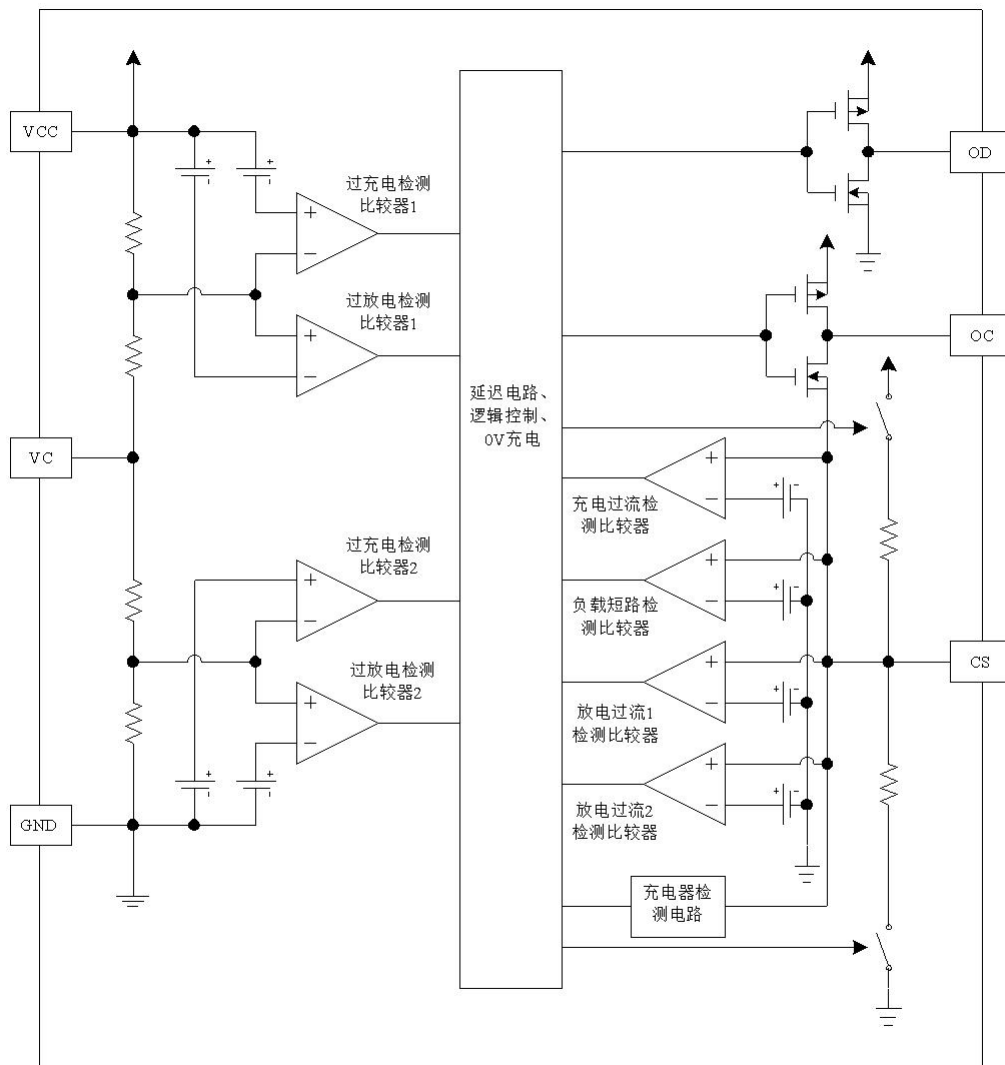 VCC
OD
过充电检测
比较器1
过放电检测
比较器1
OC
延迟电路、
逻辑控制、
0V充电
VC
充电过流检
测比较器
过充电检测
比较器2
负载短路检
测比较器
CS
过放电检测
比较器2
放电过流1
检测比较器
GND
放电过流2
检测比较器
充电器检
测电路